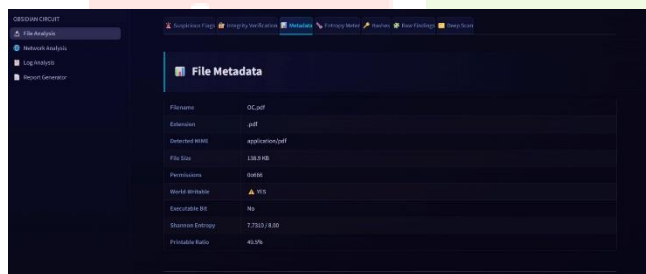 OBSIDIAN CIRCUIT
File Analysis
Network Analysis
Log Analysis
Report Generator
Suspicious Flags Integrity Verification Metadata Entropy Meter Hashes Raw Findings Deep Scan
File Metadata
Filename OC.pdf
Extension .pdf
Detected MIME application/pdf
File Size 138.9 KB
Permissions 0o666
World-Writable YES
Executable Bit No
Shannon Entropy 7.7310 / 8.00
Printable Ratio 40.5%